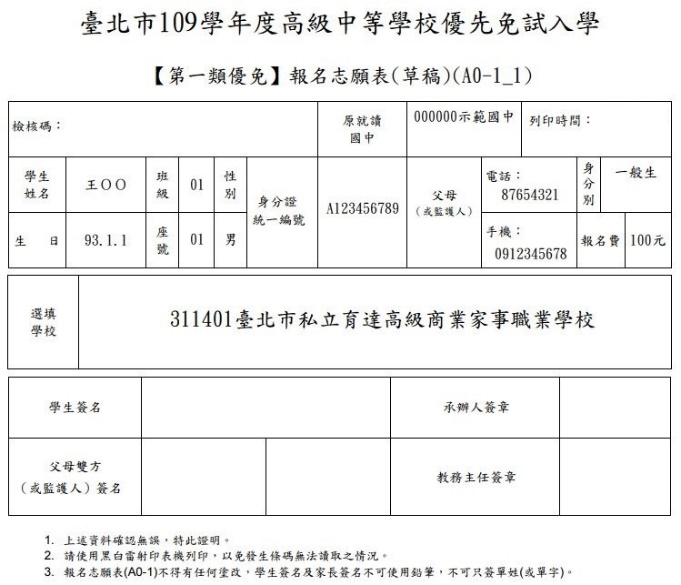 臺北市109學年度高級中等學校優先免試入學
【第一類優免】報名志願表(草稿)(A0-1_1)
檢核碼：
原就讀
國中
000000示範國中
列印時間：
學生
姓名
王○○
班
級
01
性
別
身分證
統一編號
A123456789
父母
(或監護人)
電話：
87654321
身
分
別
一般生
生 日
93.1.1
座
號
01
男
手機：
0912345678
報名費
100元
選填
學校
311401臺北市私立育達高級商業家事職業學校
學生簽名
承辦人簽章
父母雙方
（或監護人）簽名
教務主任簽章
1. 上述資料確認無誤，特此證明。
2. 請使用黑白雷射印表機列印，以免發生條碼無法讀取之情況。
3. 報名志願表(A0-1)不得有任何塗改，學生簽名及家長簽名不可使用鉛筆，不可只簽單姓(或單字)。